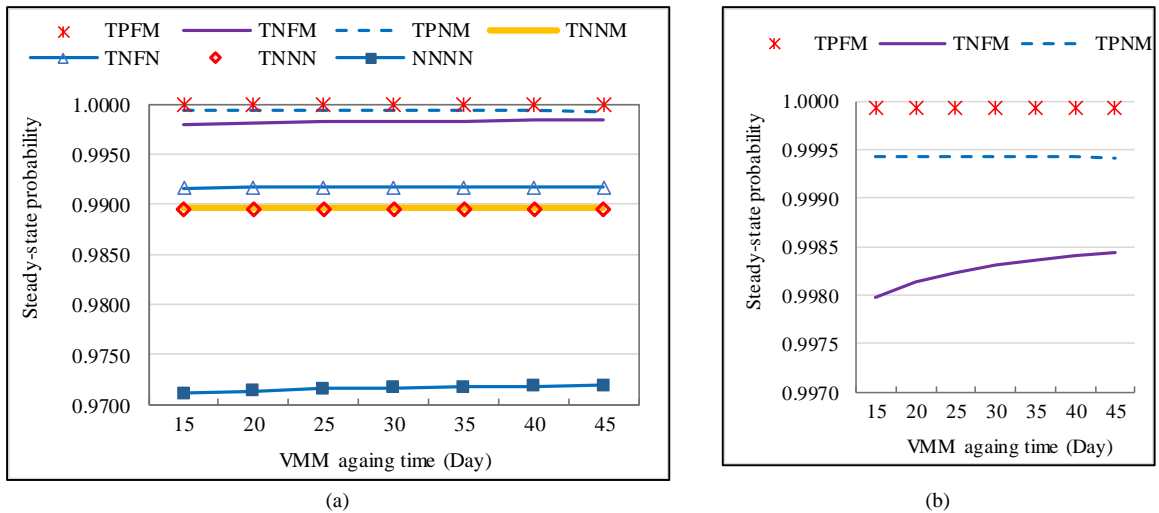 TPFM TNFM TPNM TNNM
TNFN TNNN NNNN
1.0000
0.9950
0.9900
0.9850
0.9800
0.9750
0.9700
Steady-state probability
15 20 25 30 35 40 45
VMM againg time (Day)
(a)
TPFM TNFM TPNM
1.0000
0.9995
0.9990
0.9985
0.9980
0.9975
0.9970
Steady-state probability
15 20 25 30 35 40 45
VMM againg time (Day)
(b)